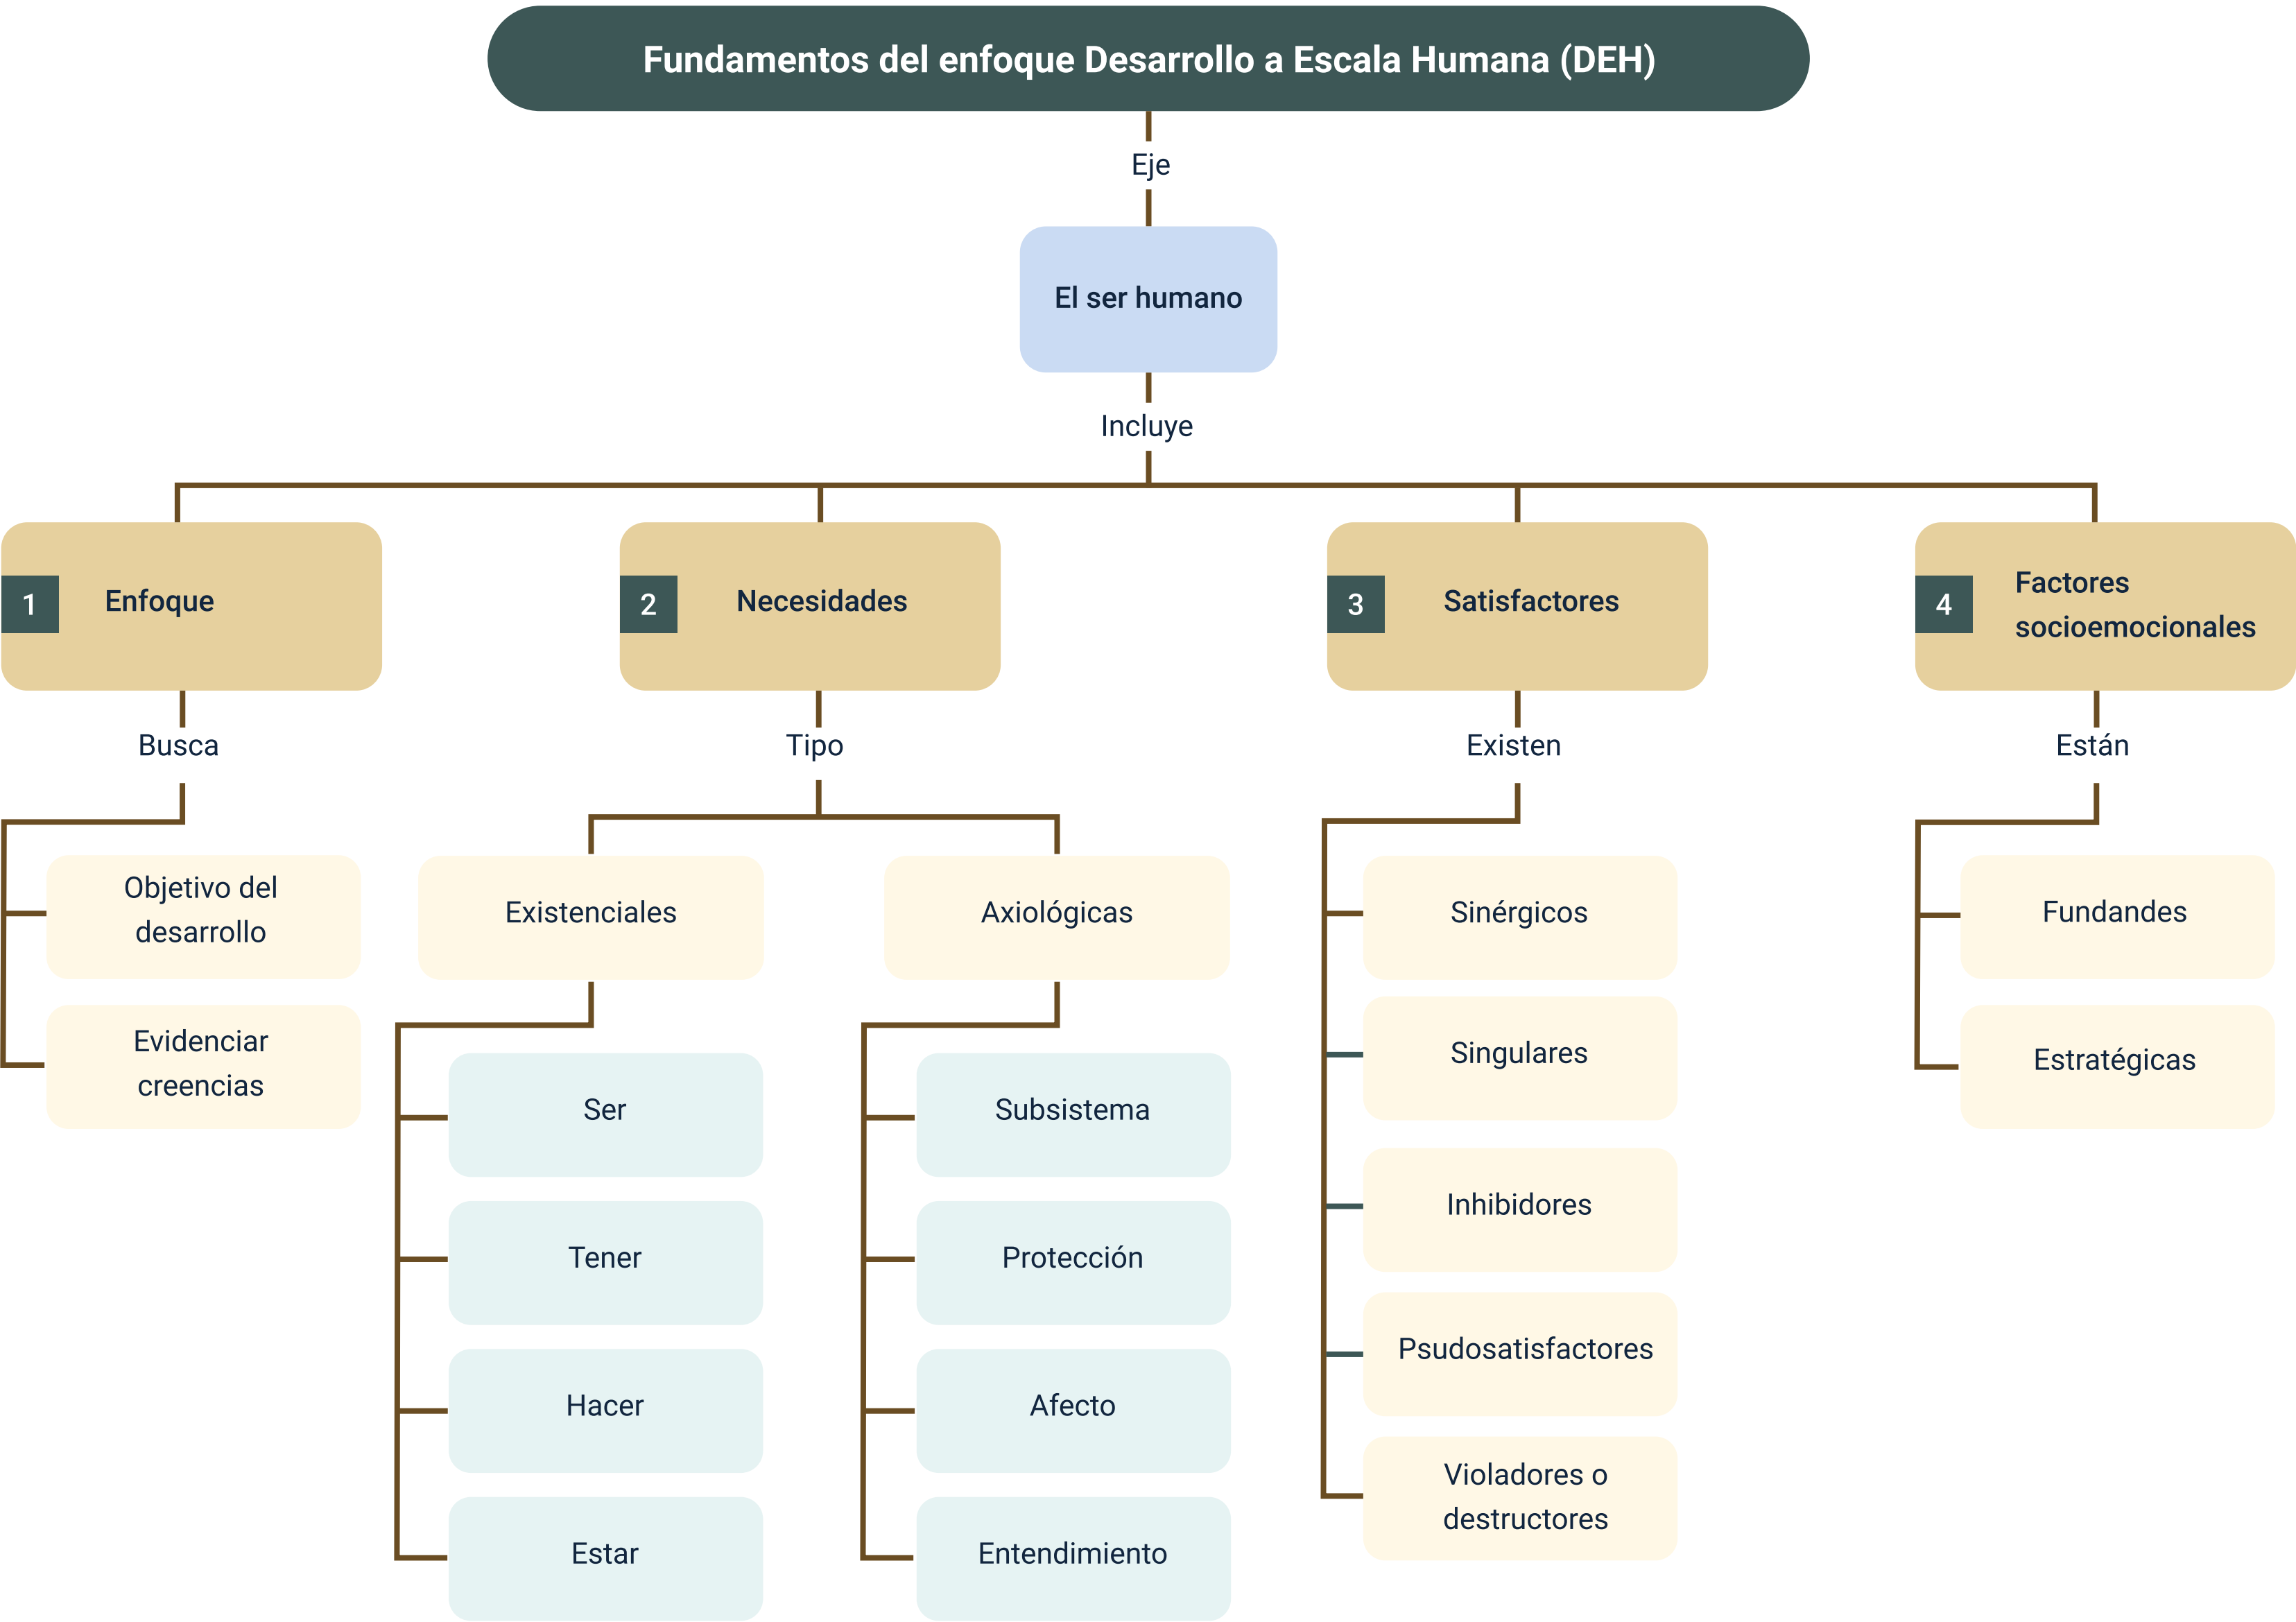 Fundamentos del enfoque Desarrollo a Escala Humana (DEH)
Eje
El ser humano
Incluye
1
Enfoque
2
Necesidades
3
Satisfactores
4
Factores
socioemocionales
Busca
Tipo
Existen
Están
Objetivo del
desarrollo
Evidenciar
creencias
Existenciales
Ser
Tener
Hacer
Estar
Axiológicas
Subsistema
Protección
Afecto
Entendimiento
Sinérgicos
Singulares
Inhibidores
Psudosatisfactores
Violadores o
destructores
Fundandes
Estratégicas